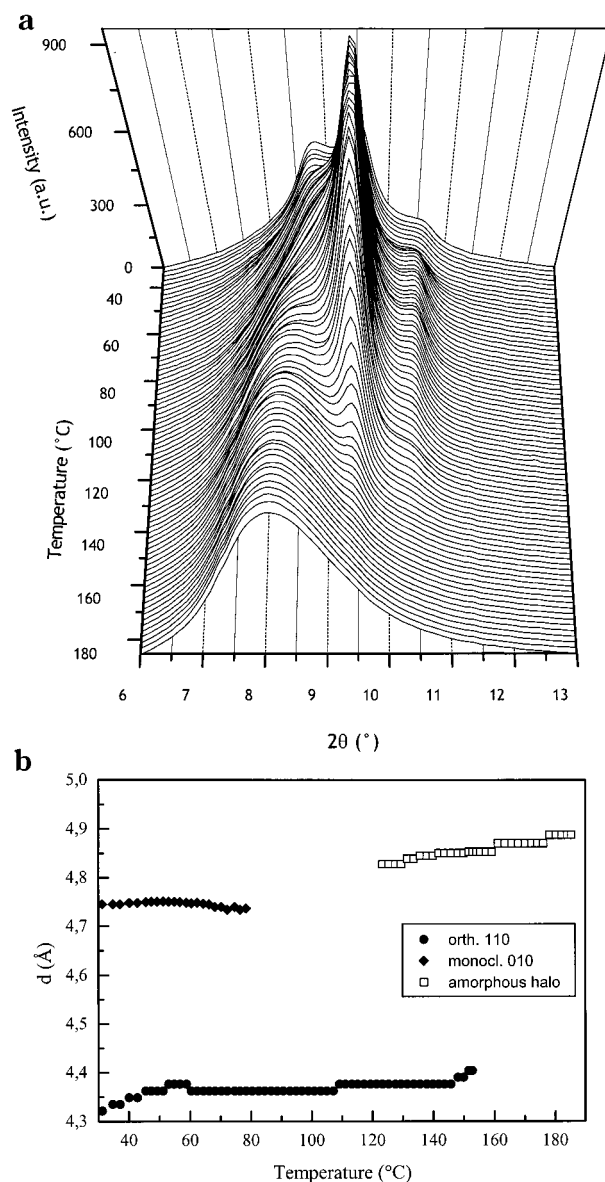 a
900
600
300
0
Intensity (a.u.)
40
60
80
100
120
140
160
180
Temperature (°C)
6 7 8 9 10 11 12 13
2θ (°)
b
5,0
4,9
4,8
4,7
4,6
4,5
4,4
4,3
d (Å)
orth. 110
monocl. 010
amorphous halo
40 60 80 100 120 140 160 180
Temperature (°C)